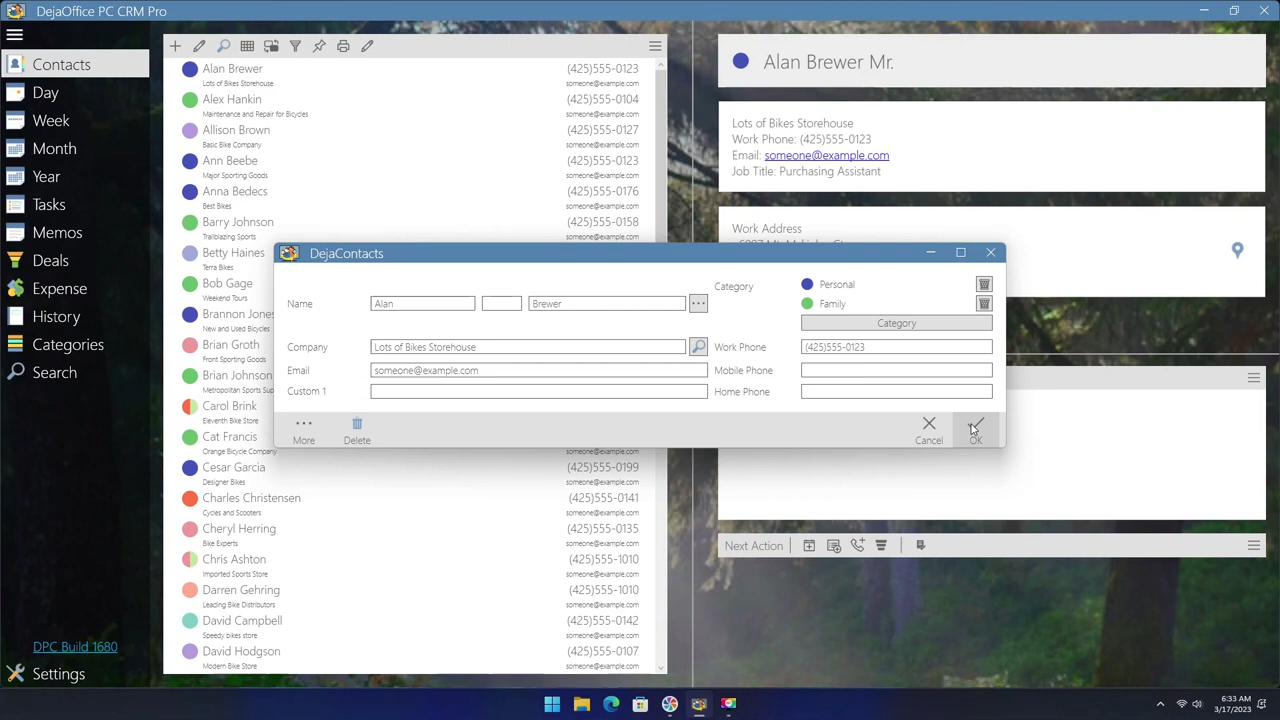 DejaOffice PC CRM Pro
Contacts
Day
Week
Month
Year
Tasks
Memos
Deals
Expense
History
Categories
Search
DPC Build 1680
Settings
Alan Brewer (425)555-0123
Lots of Bikes Storehouse someone@example.com
Alex Hankin (425)555-0104
Maintenance and Repair for Bicycles someone@example.com
Allison Brown (425)555-0127
Basic Bike Company someone@example.com
Ann Beebe (425)555-0123
Major Sporting Goods someone@example.com
Anna Bedecs (425)555-0176
Best Bikes someone@example.com
Barry Johnson (425)555-0158
Trailblazing Sports someone@example.com
Betty Haines
Terra Bikes
Bob Gage
Weekend Tours
Brannon Jones
New and Used Bicycles
Brian Groth
Front Sporting Goods
Brian Johnson
Metropolitan Sports Sup
Carol Brink
Eleventh Bike Store
Cat Francis
Orange Bicycle Company someone@example.com
Cesar Garcia (425)555-0199
Designer Bikes someone@example.com
Charles Christensen (425)555-0141
Cycles and Scooters someone@example.com
Cheryl Herring (425)555-0135
Bike Experts someone@example.com
Chris Ashton (425)555-1010
Imported Sports Store someone@example.com
Darren Gehring (425)555-1010
Leading Bike Distributors someone@example.com
David Campbell (425)555-0142
Speedy bikes store someone@example.com
David Hodgson (425)555-0107
Modern Bike Store someone@example.com
Alan Brewer Mr.
Lots of Bikes Storehouse
Work Phone: (425)555-0123
Email: someone@example.com
Job Title: Purchasing Assistant
Work Address
DejaContacts
Name Alan Brewer ...
Category
Personal
Family
Category
Company Lots of Bikes Storehouse
Work Phone (425)555-0123
Email someone@example.com
Mobile Phone
Custom 1
Home Phone
More
Delete
Cancel
OK
Next Action
6:33 AM
3/17/2023